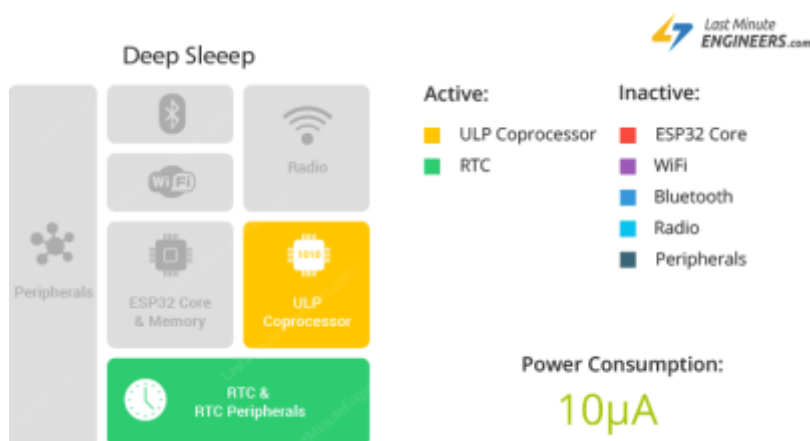 Last Minute
ENGINEERS.com
Deep Sleeep
Active:
Inactive:
ULP Coprocessor
RTC
ESP32 Core
WiFi
Bluetooth
Radio
Peripherals
Peripherals
WiFi
Radio
ESP32 Core
& Memory
1010
ULP
Coprocessor
RTC &
RTC Peripherals
Power Consumption:
10µA